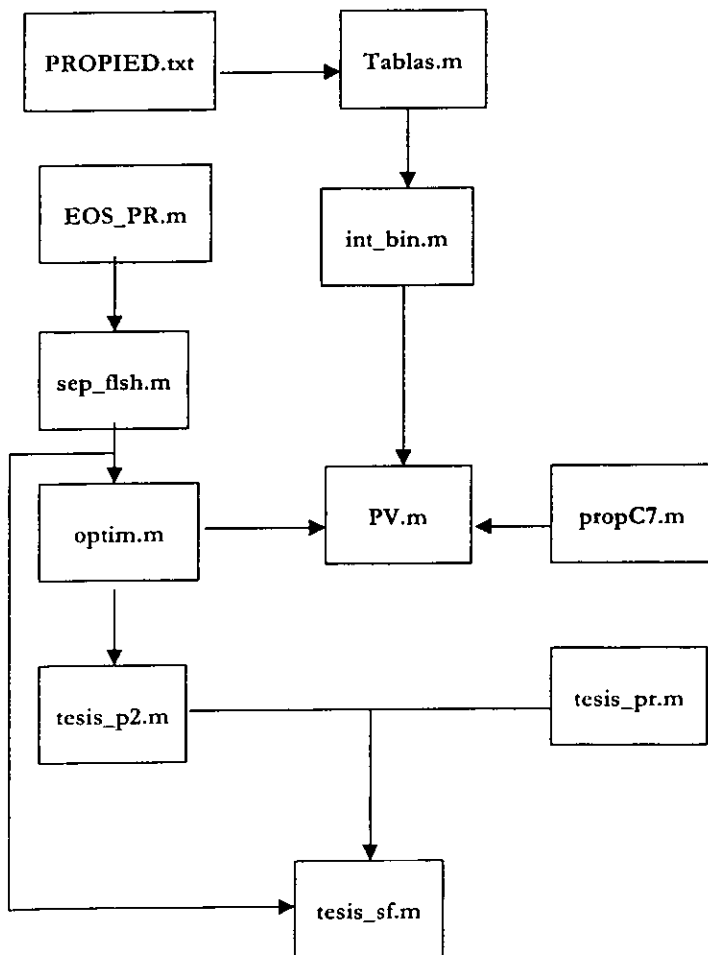 PROPIED.txt
Tablas.m
EOS_PR.m
int_bin.m
sep_flsh.m
optim.m
PV.m
propC7.m
tesis_p2.m
tesis_pr.m
tesis_sf.m